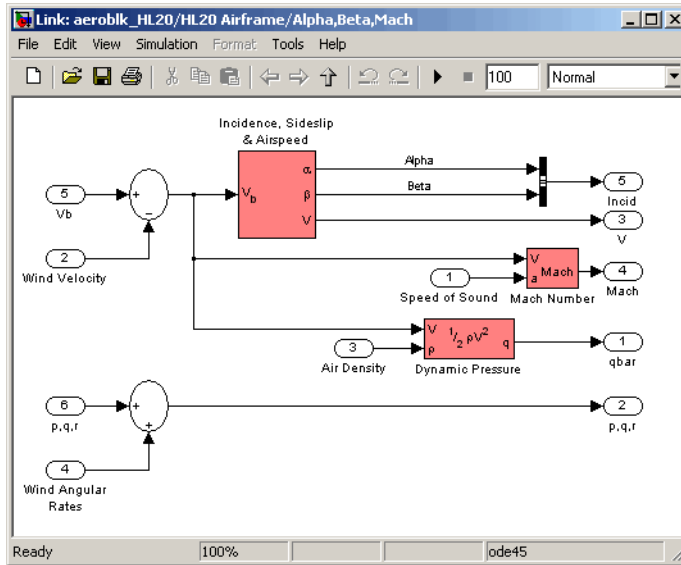 Link: aeroblk_HL20/HL20 Airframe/Alpha,Beta,Mach
File Edit View Simulation Format Tools Help
100 Normal
Incidence, Sideslip
& Airspeed
5
Vb
+
−
2
Wind Velocity
Vb
α
β
V
Alpha
Beta
5
Incid
3
V
1
Speed of Sound
V
a
Mach
Mach Number
4
Mach
3
Air Density
V
ρ
1/2 ρV²
q
Dynamic Pressure
1
qbar
6
p,q,r
+
+
2
p,q,r
4
Wind Angular
Rates
Ready 100% ode45